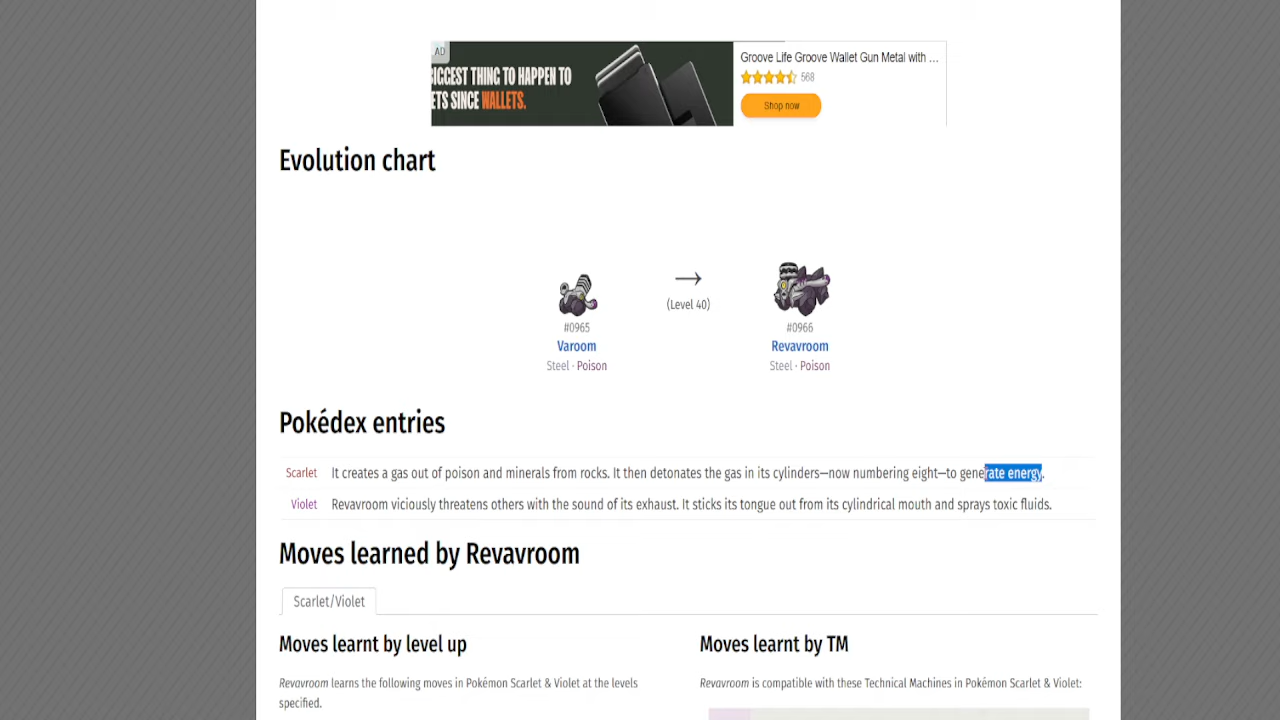 AD
BIGGEST THING TO HAPPEN TO
ETS SINCE WALLETS.
Groove Life Groove Wallet Gun Metal with ...
568
Shop now
Evolution chart
→
(Level 40)
#0965
#0966
Varoom
Revavroom
Steel · Poison
Steel · Poison
Pokédex entries
Scarlet It creates a gas out of poison and minerals from rocks. It then detonates the gas in its cylinders—now numbering eight—to generate energy.
Violet Revavroom viciously threatens others with the sound of its exhaust. It sticks its tongue out from its cylindrical mouth and sprays toxic fluids.
Moves learned by Revavroom
Scarlet/Violet
Moves learnt by level up
Revavroom learns the following moves in Pokémon Scarlet & Violet at the levels
specified.
Moves learnt by TM
Revavroom is compatible with these Technical Machines in Pokémon Scarlet & Violet: